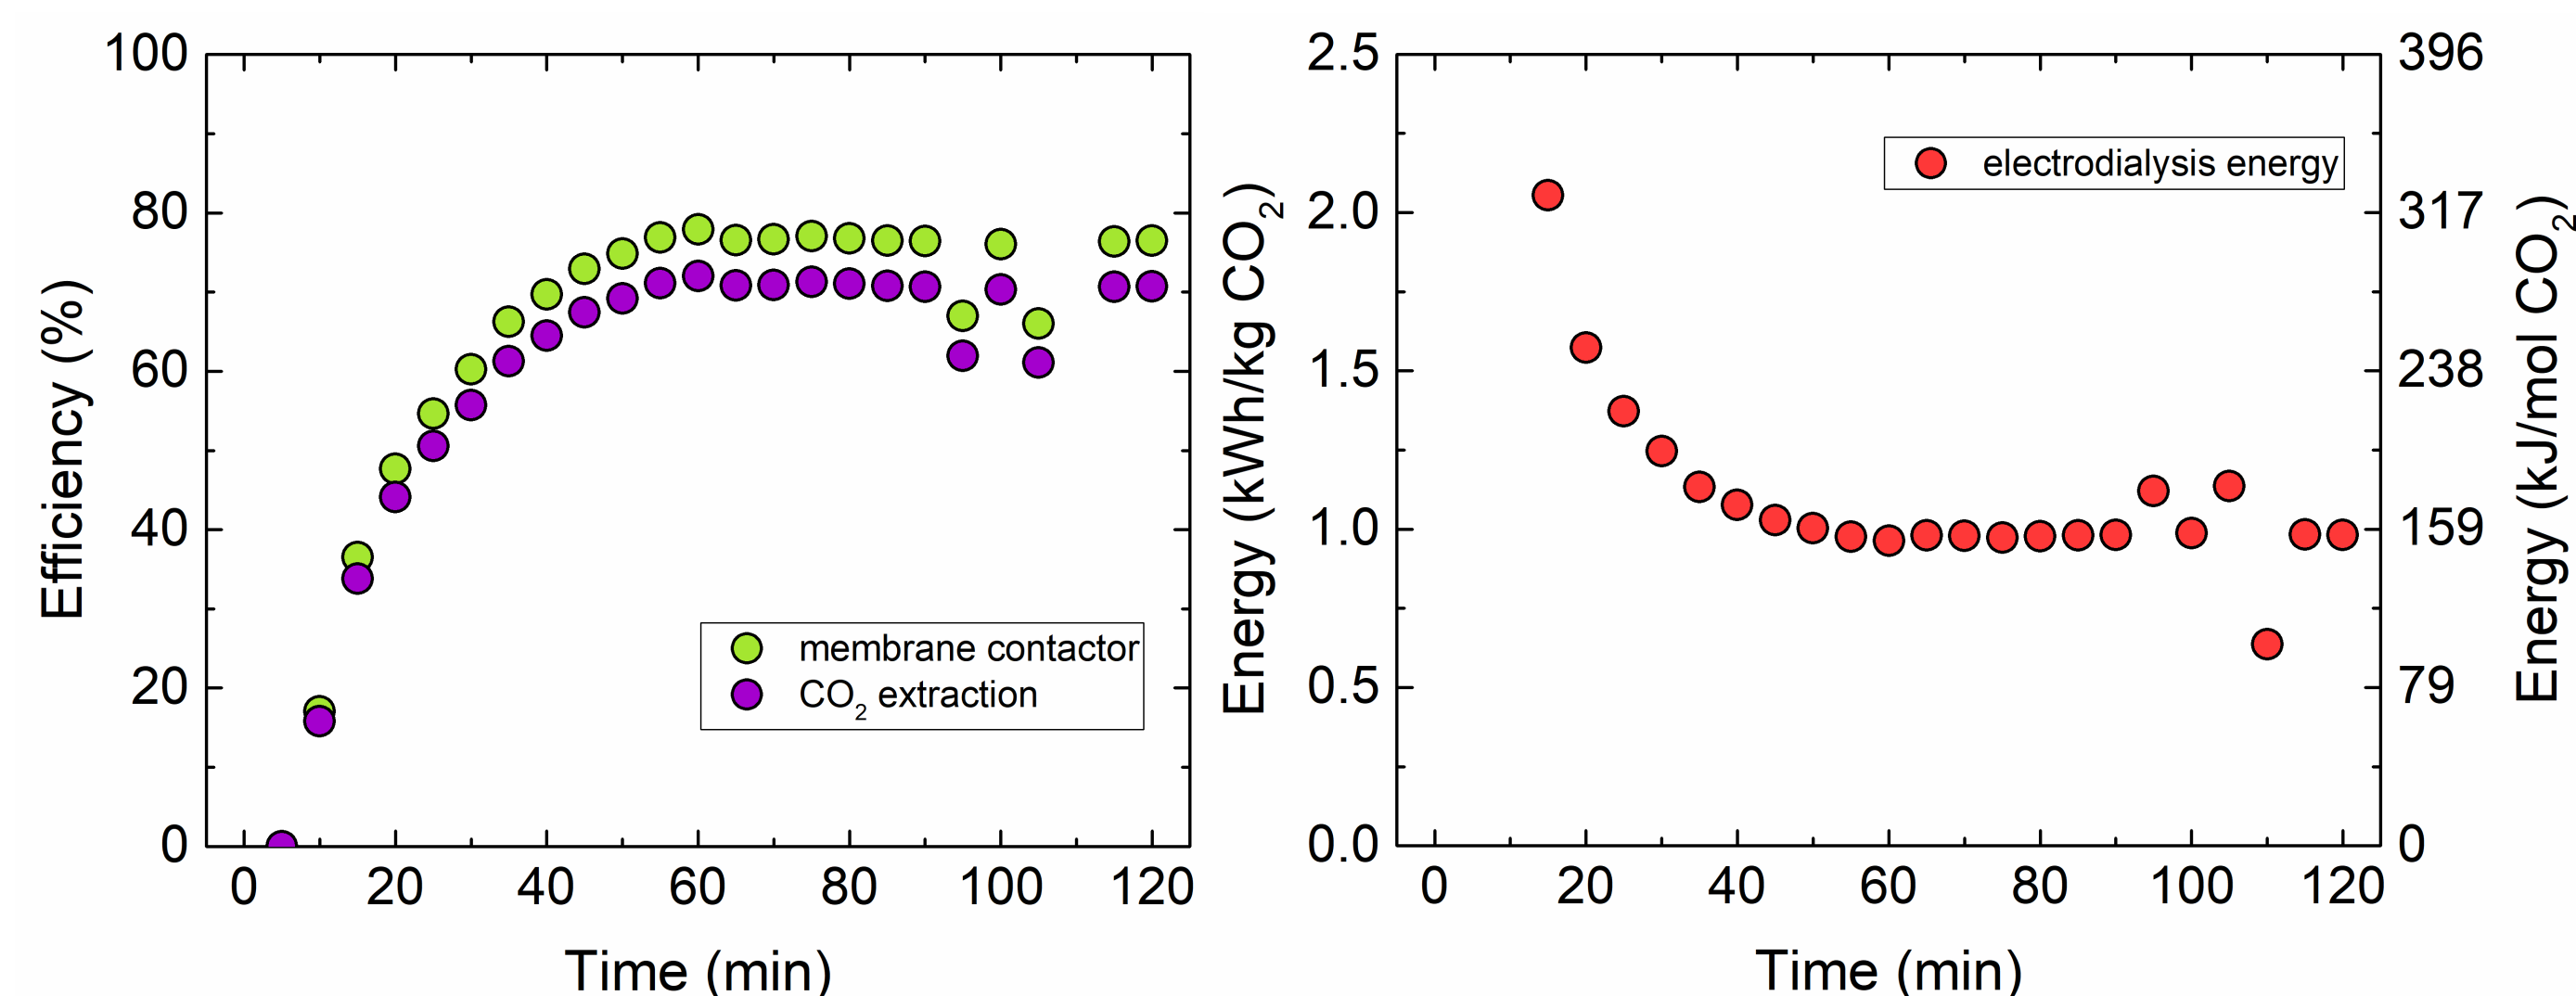 Efficiency (%)
100
80
60
40
20
0
0 20 40 60 80 100 120
Time (min)
membrane contactor
CO₂ extraction
Energy (kWh/kg CO₂)
2.5
2.0
1.5
1.0
0.5
0.0
0 20 40 60 80 100 120
Time (min)
electrodialysis energy
396
317
238
159
79
0
Energy (kJ/mol CO₂)